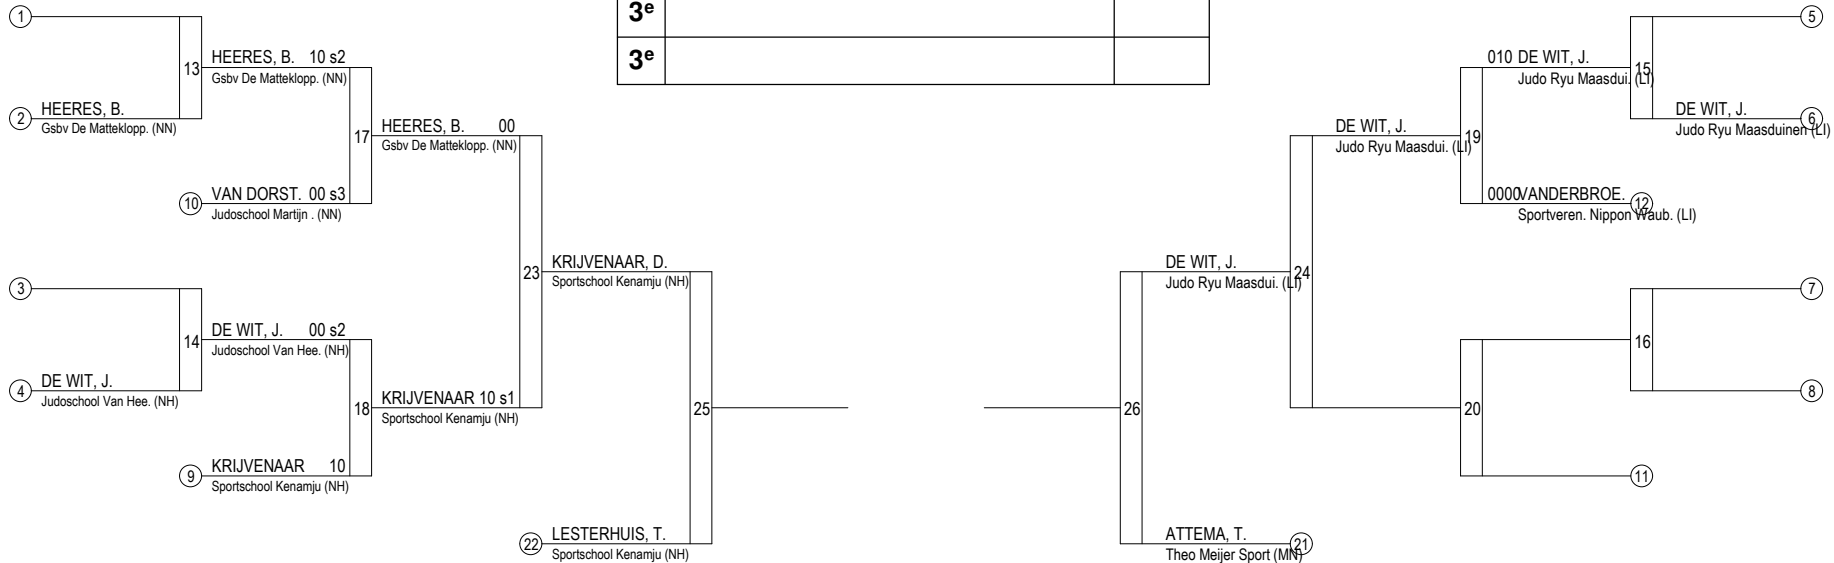 3e
3e
1
13
HEERES, B. 10 s2
Gsbv De Matteklopp. (NN)
2
HEERES, B.
Gsbv De Matteklopp. (NN)
17
HEERES, B. 00
Gsbv De Matteklopp. (NN)
10
VAN DORST. 00 s3
Judoschool Martijn . (NN)
23
KRIJVENAAR, D.
Sportschool Kenamju (NH)
3
14
DE WIT, J. 00 s2
Judoschool Van Hee. (NH)
4
DE WIT, J.
Judoschool Van Hee. (NH)
18
KRIJVENAAR 10 s1
Sportschool Kenamju (NH)
9
KRIJVENAAR 10
Sportschool Kenamju (NH)
25
22
LESTERHUIS, T.
Sportschool Kenamju (NH)
5
15
010 DE WIT, J.
Judo Ryu Maasdui. (LI)
6
DE WIT, J.
Judo Ryu Maasduinen (LI)
19
DE WIT, J.
Judo Ryu Maasdui. (LI)
0000 VANDERBROE.
12
Sportveren. Nippon Waub. (LI)
24
DE WIT, J.
Judo Ryu Maasdui. (LI)
7
16
8
20
11
26
ATTEMA, T.
21
Theo Meijer Sport (MN)